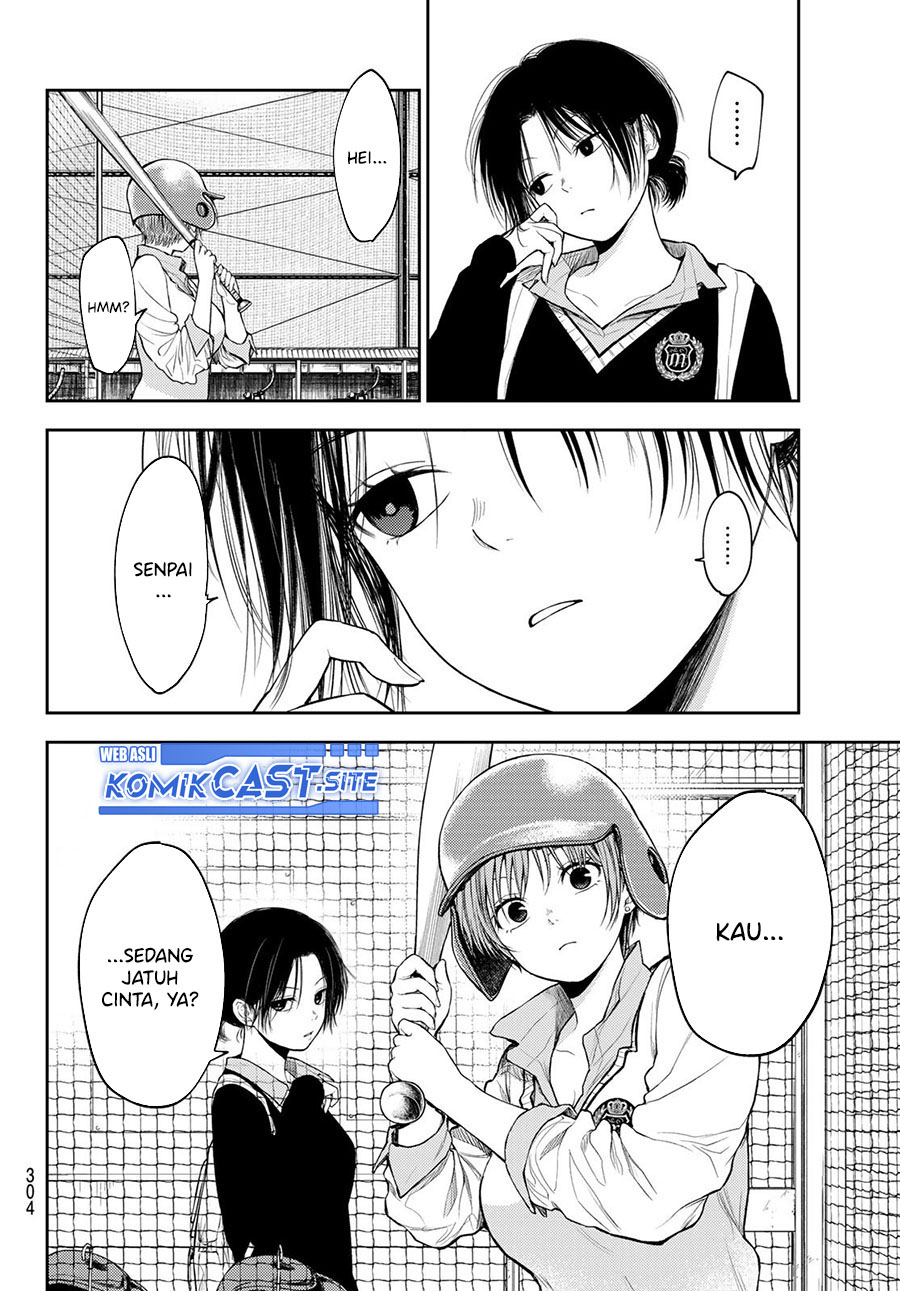 ........
HEI...
HMM?
........
SENPAI
...
WEB ASLI
KOMIKCAST.SITE
KAU...
...SEDANG
JATUH
CINTA, YA?
304